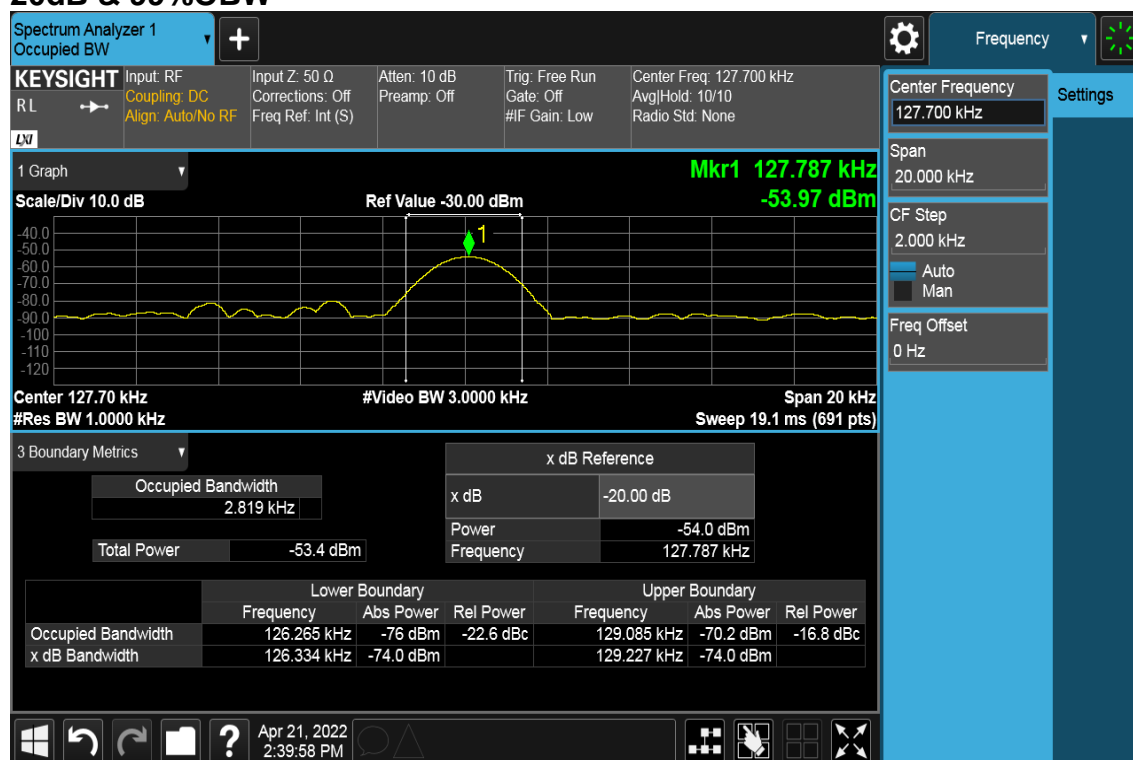 20dB & 99%OBW
Spectrum Analyzer 1
Occupied BW
Frequency
KEYSIGHT
RL
LXI
Input: RF
Coupling: DC
Align: Auto/No RF
Input Z: 50 Ω
Corrections: Off
Freq Ref: Int (S)
Atten: 10 dB
Preamp: Off
Trig: Free Run
Gate: Off
#IF Gain: Low
Center Freq: 127.700 kHz
Avg|Hold: 10/10
Radio Std: None
Center Frequency
127.700 kHz
Settings
Span
20.000 kHz
CF Step
2.000 kHz
Auto
Man
Freq Offset
0 Hz
1 Graph
Mkr1 127.787 kHz
-53.97 dBm
Scale/Div 10.0 dB
Ref Value -30.00 dBm
1
-40.0
-50.0
-60.0
-70.0
-80.0
-90.0
-100
-110
-120
Center 127.70 kHz
#Video BW 3.0000 kHz
Span 20 kHz
#Res BW 1.0000 kHz
Sweep 19.1 ms (691 pts)
3 Boundary Metrics
Occupied Bandwidth
2.819 kHz
Total Power -53.4 dBm
x dB Reference
x dB -20.00 dB
Power -54.0 dBm
Frequency 127.787 kHz
Lower Boundary Upper Boundary
Frequency Abs Power Rel Power Frequency Abs Power Rel Power
Occupied Bandwidth 126.265 kHz -76 dBm -22.6 dBc 129.085 kHz -70.2 dBm -16.8 dBc
x dB Bandwidth 126.334 kHz -74.0 dBm 129.227 kHz -74.0 dBm
?
Apr 21, 2022
2:39:58 PM